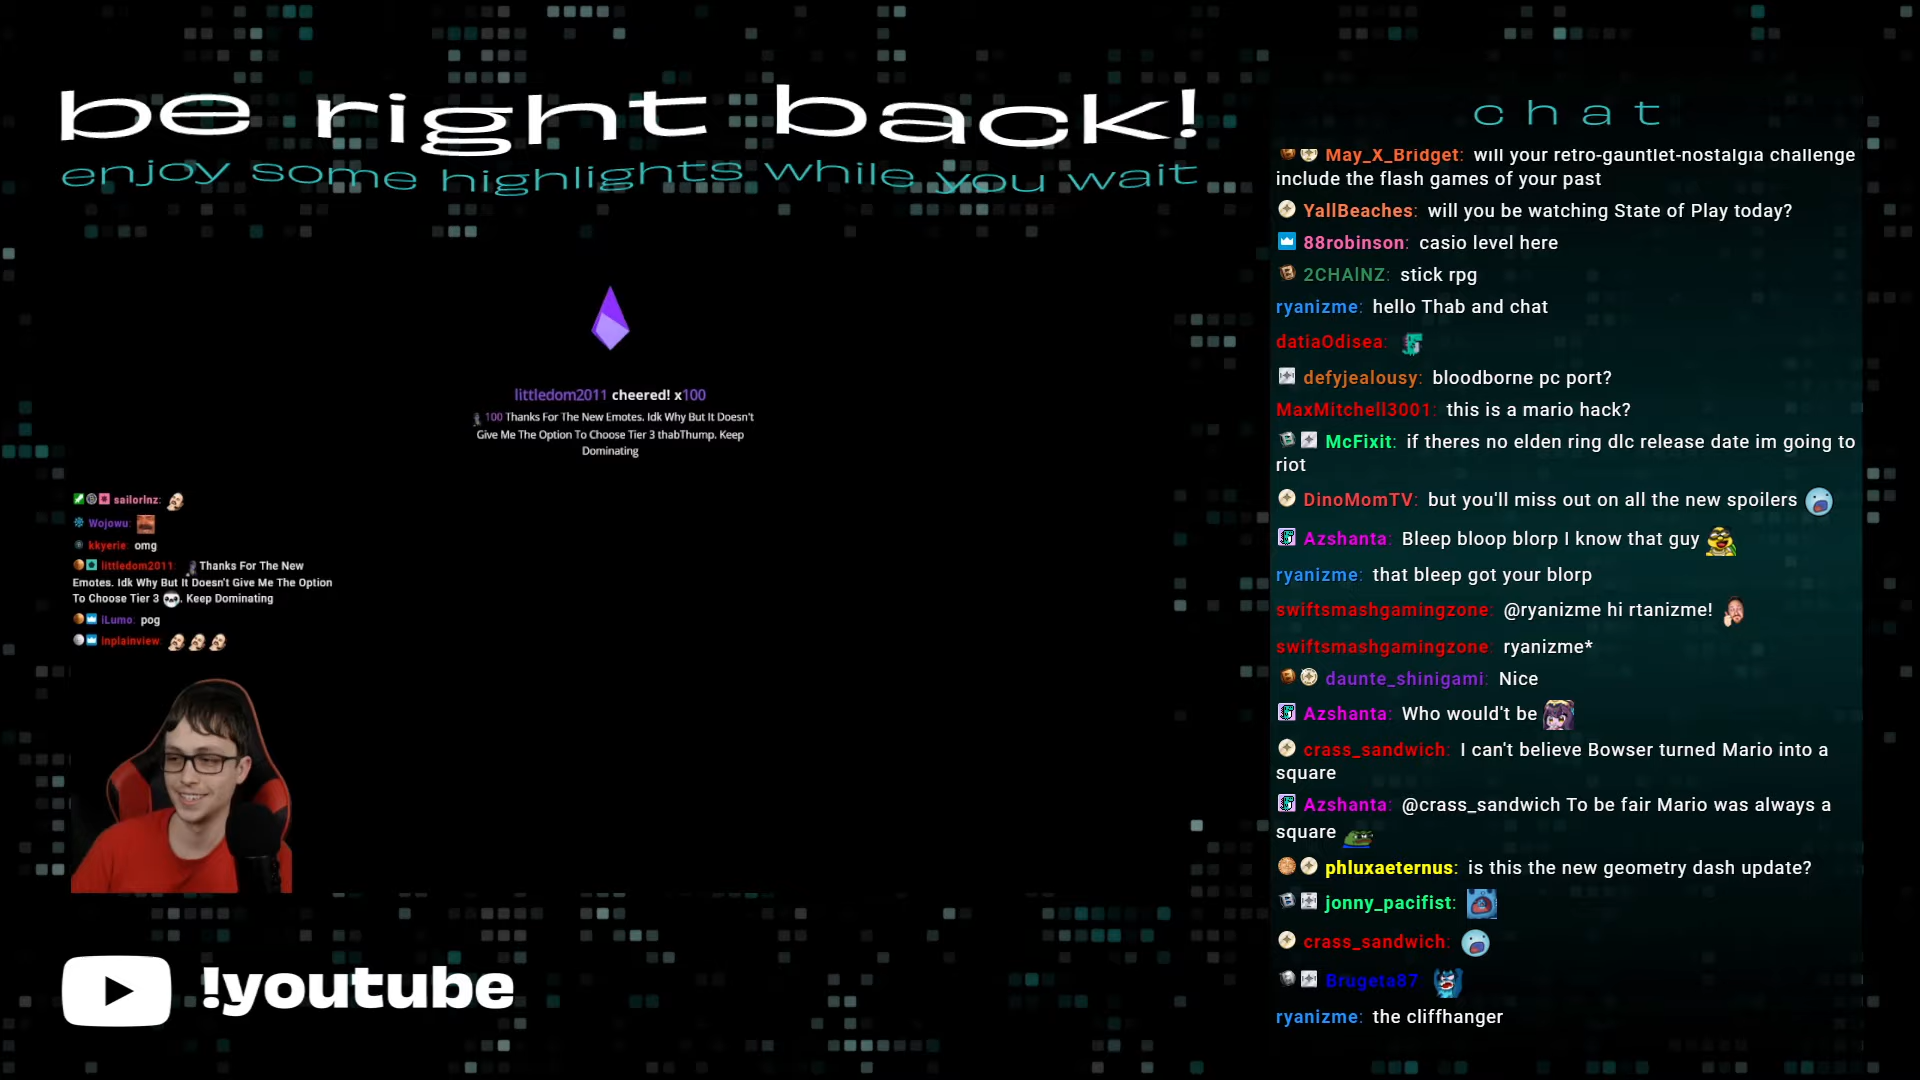 be right back!
enjoy some highlights while you wait
littledom2011 cheered! x100
100 Thanks For The New Emotes. Idk Why But It Doesn't
Give Me The Option To Choose Tier 3 thabThump. Keep
Dominating
sailorlnz:
Wojowu:
kkyerie: omg
littledom2011: Thanks For The New
Emotes. Idk Why But It Doesn't Give Me The Option
To Choose Tier 3 . Keep Dominating
iLumo: pog
inplainview:
!youtube
chat
May_X_Bridget: will your retro-gauntlet-nostalgia challenge
include the flash games of your past
YallBeaches: will you be watching State of Play today?
88robinson: casio level here
2CHAlNZ: stick rpg
ryanizme: hello Thab and chat
datiaOdisea:
defyjealousy: bloodborne pc port?
MaxMitchell3001: this is a mario hack?
McFixit: if theres no elden ring dlc release date im going to
riot
DinoMomTV: but you'll miss out on all the new spoilers
Azshanta: Bleep bloop blorp I know that guy
ryanizme: that bleep got your blorp
swiftsmashgamingzone: @ryanizme hi rtanizme!
swiftsmashgamingzone: ryanizme*
daunte_shinigami: Nice
Azshanta: Who would't be
crass_sandwich: I can't believe Bowser turned Mario into a
square
Azshanta: @crass_sandwich To be fair Mario was always a
square
phluxaeternus: is this the new geometry dash update?
jonny_pacifist:
crass_sandwich:
Brugeta87
ryanizme: the cliffhanger